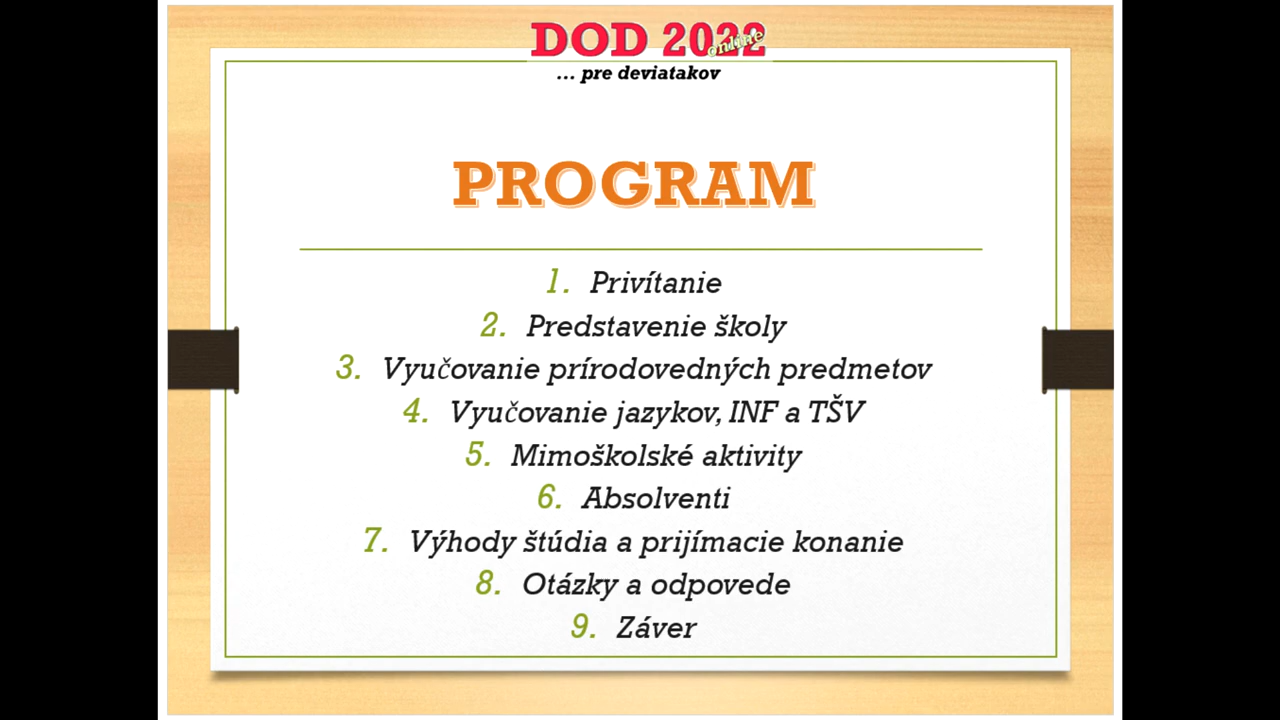 DOD 2022
online
... pre deviatakov
PROGRAM
1. Privítanie
2. Predstavenie školy
3. Vyučovanie prírodovedných predmetov
4. Vyučovanie jazykov, INF a TŠV
5. Mimoškolské aktivity
6. Absolventi
7. Výhody štúdia a prijímacie konanie
8. Otázky a odpovede
9. Záver